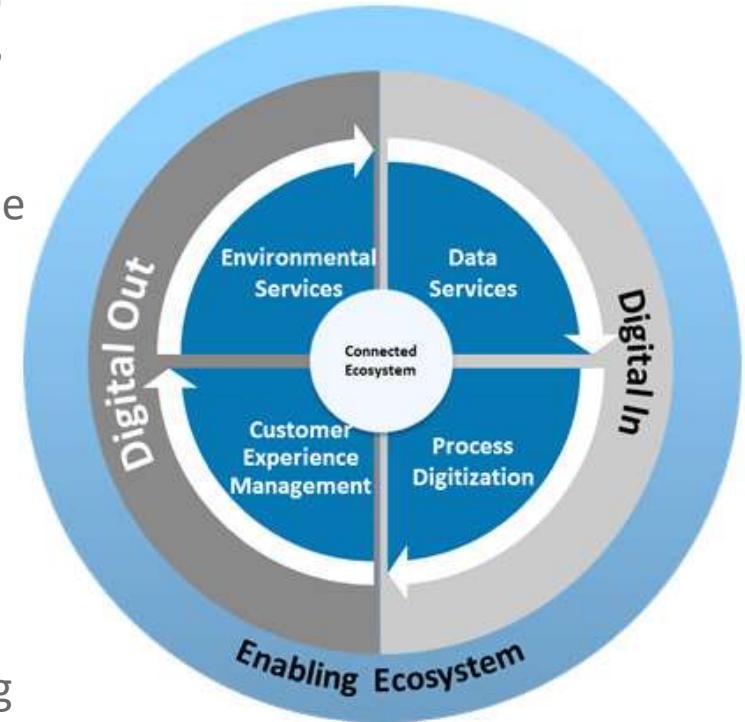 Environmental
Services
Data
Services
Digital Out
Connected
Ecosystem
Digital In
Customer
Experience
Management
Process
Digitization
Enabling Ecosystem